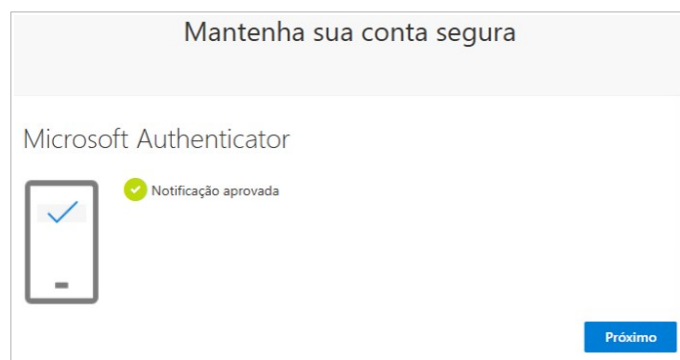 Mantenha sua conta segura
Microsoft Authenticator
Notificação aprovada
Próximo